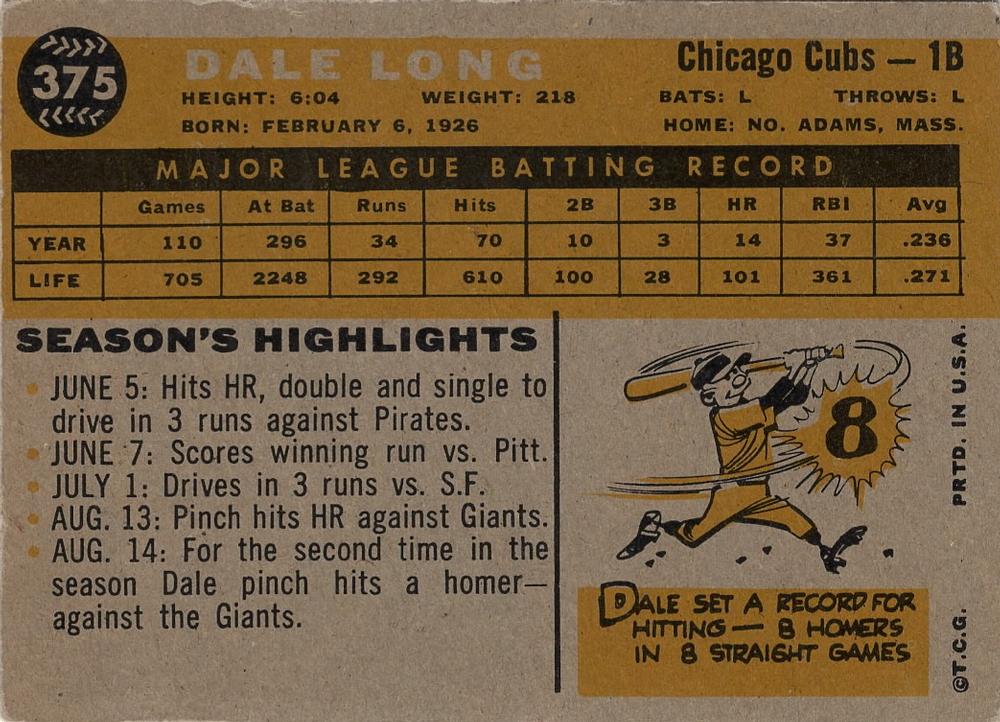 375
DALE LONG
Chicago Cubs — 1B
HEIGHT: 6:04 WEIGHT: 218 BATS: L THROWS: L
BORN: FEBRUARY 6, 1926 HOME: NO. ADAMS, MASS.
MAJOR LEAGUE BATTING RECORD
Games At Bat Runs Hits 2B 3B HR RBI Avg
YEAR 110 296 34 70 10 3 14 37 .236
LIFE 705 2248 292 610 100 28 101 361 .271
SEASON'S HIGHLIGHTS
• JUNE 5: Hits HR, double and single to
drive in 3 runs against Pirates.
• JUNE 7: Scores winning run vs. Pitt.
• JULY 1: Drives in 3 runs vs. S.F.
• AUG. 13: Pinch hits HR against Giants.
• AUG. 14: For the second time in the
season Dale pinch hits a homer—
against the Giants.
8
DALE SET A RECORD FOR
HITTING — 8 HOMERS
IN 8 STRAIGHT GAMES
©T.C.G. PRTD. IN U.S.A.